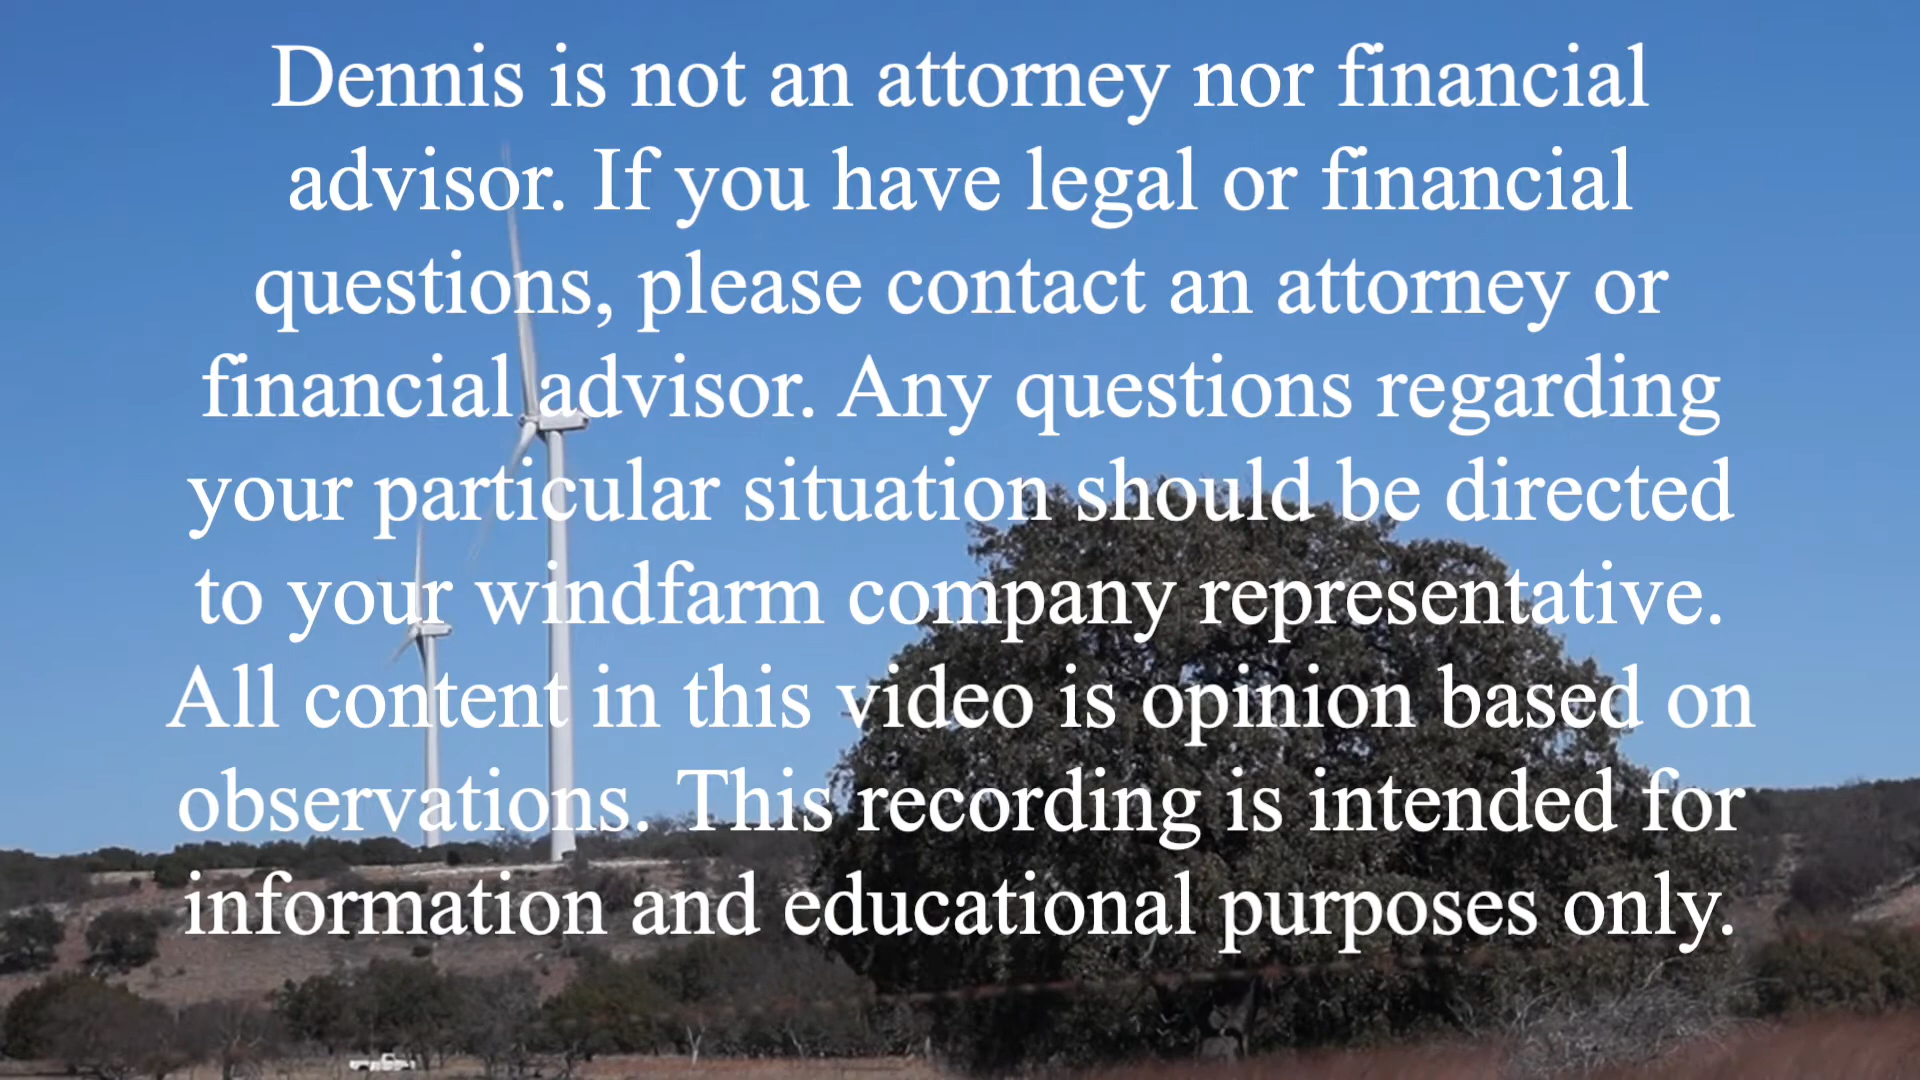 Dennis is not an attorney nor financial
advisor. If you have legal or financial
questions, please contact an attorney or
financial advisor. Any questions regarding
your particular situation should be directed
to your windfarm company representative.
All content in this video is opinion based on
observations. This recording is intended for
information and educational purposes only.